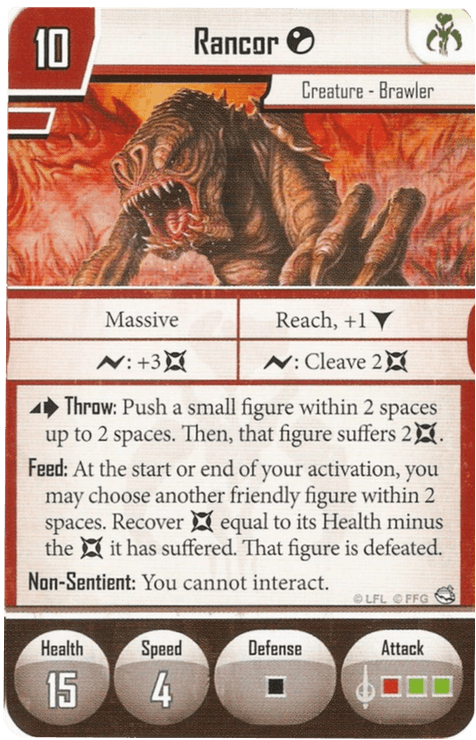 10
Rancor
Creature - Brawler
Massive
Reach, +1
: +3
: Cleave 2
Throw: Push a small figure within 2 spaces
up to 2 spaces. Then, that figure suffers 2 .
Feed: At the start or end of your activation, you
may choose another friendly figure within 2
spaces. Recover equal to its Health minus
the it has suffered. That figure is defeated.
Non-Sentient: You cannot interact.
© LFL © FFG
Health
Speed
Defense
Attack
15
4